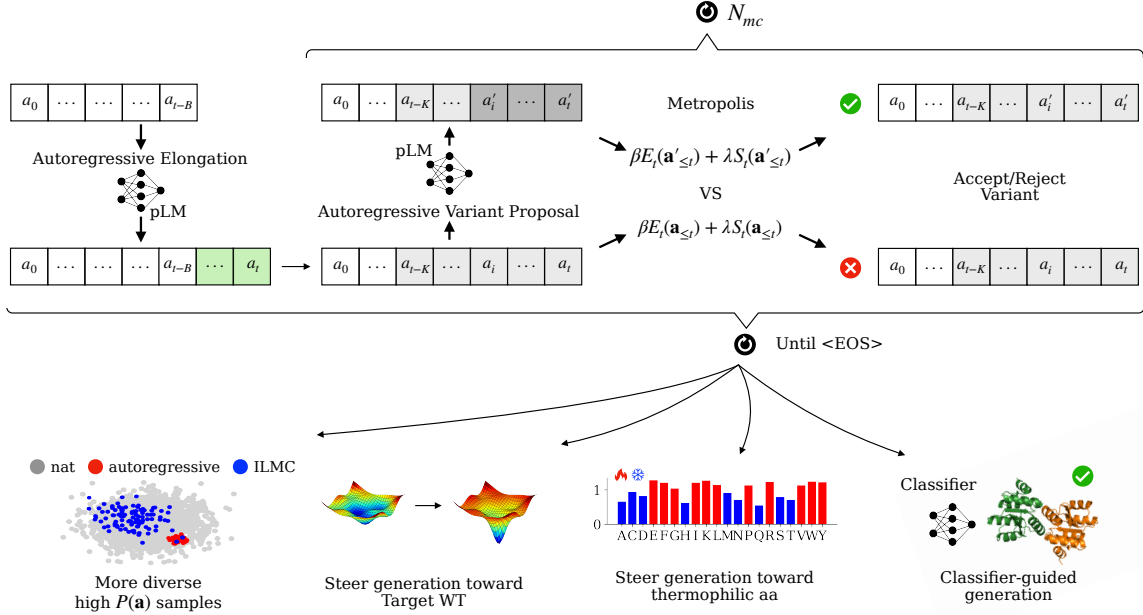 N_{mc}
a_0 … … … a_{t−B}
a_0 … a_{t−K} … a'_i … a'_t
Metropolis
a_0 … a_{t−K} … a'_i … a'_t
Autoregressive Elongation
pLM
pLM
βE_t(a'_{≤t}) + λS_t(a'_{≤t})
VS
Accept/Reject
Variant
Autoregressive Variant Proposal
βE_t(a_{≤t}) + λS_t(a_{≤t})
a_0 … … … a_{t−B} … a_t
a_0 … a_{t−K} … a_i … a_t
a_0 … a_{t−K} … a_i … a_t
Until <EOS>
nat autoregressive ILMC
More diverse
high P(a) samples
Steer generation toward
Target WT
1
0
ACDEFGHIKLMNPQRSTVWY
Steer generation toward
thermophilic aa
Classifier
Classifier-guided
generation